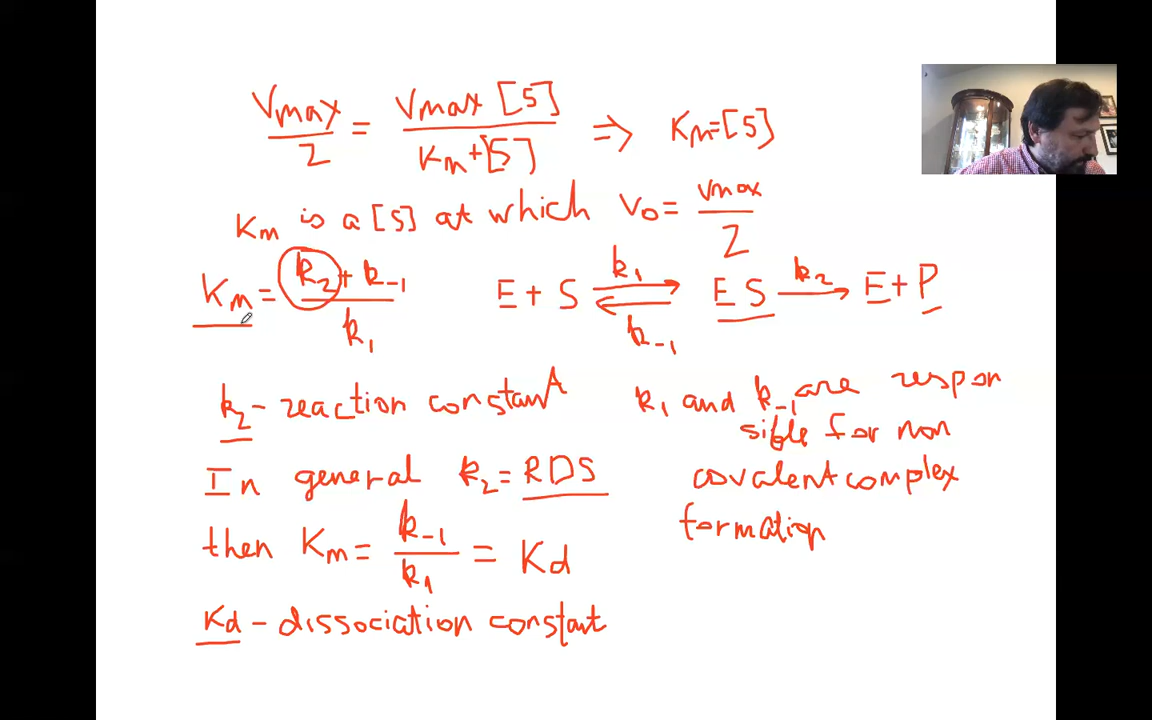 Vmax/2 = Vmax [S]/Km+[S] ⇒ Km=[S]
Km is a [S] at which V0 = Vmax/2
Km = k2 + k-1/k1
E + S k1 k-1 ES k2 E+P
k2 - reaction constant
In general k2 = RDS
then Km = k-1/k1 = Kd
Kd - dissociation constant
k1 and k-1 are respon
sible for non
covalent complex
formation